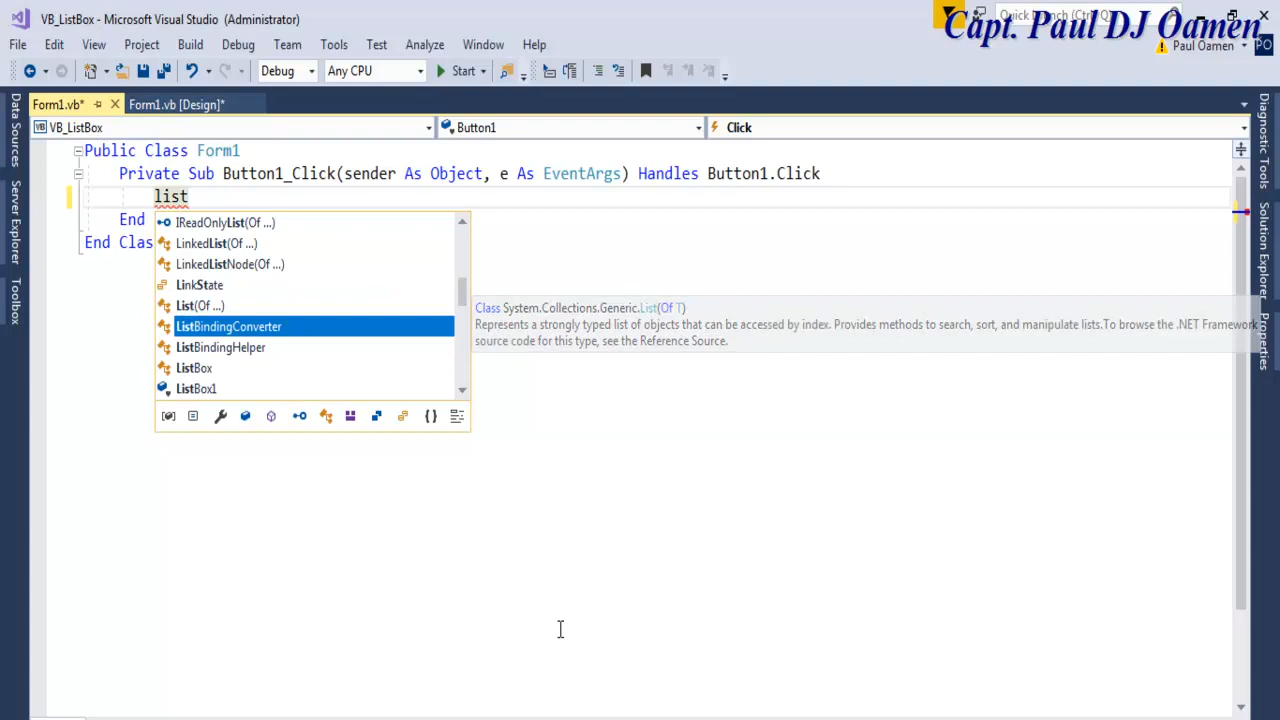 VB_ListBox - Microsoft Visual Studio (Administrator)
Quick Launch (Ctrl+Q)
Capt. Paul DJ Oamen
File Edit View Project Build Debug Team Tools Test Analyze Window Help
Paul Oamen
PO
Debug
Any CPU
Start
Form1.vb*
Form1.vb [Design]*
VB VB_ListBox
Button1
Click
Public Class Form1
Private Sub Button1_Click(sender As Object, e As EventArgs) Handles Button1.Click
list
End
End Clas
IReadOnlyList(Of ...)
LinkedList(Of ...)
LinkedListNode(Of ...)
LinkState
List(Of ...)
ListBindingConverter
ListBindingHelper
ListBox
ListBox1
Class System.Collections.Generic.List(Of T)
Represents a strongly typed list of objects that can be accessed by index. Provides methods to search, sort, and manipulate lists.To browse the .NET Framework
source code for this type, see the Reference Source.
Data Sources
Server Explorer
Toolbox
Diagnostic Tools
Solution Explorer
Properties